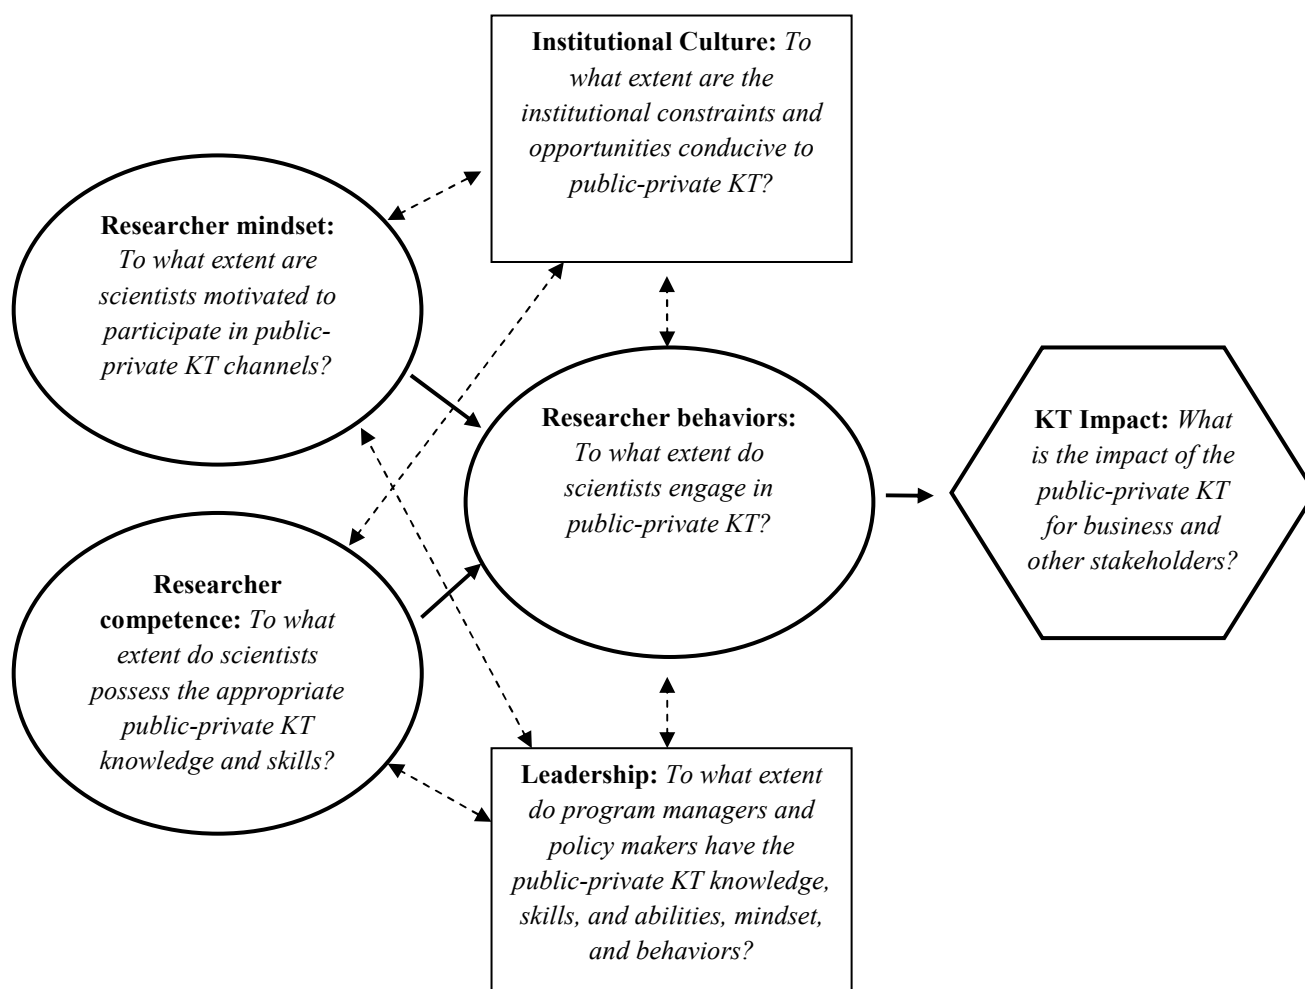 Institutional Culture: To
what extent are the
institutional constraints and
opportunities conducive to
public-private KT?
Researcher mindset:
To what extent are
scientists motivated to
participate in public-
private KT channels?
Researcher behaviors:
To what extent do
scientists engage in
public-private KT?
KT Impact: What
is the impact of the
public-private KT
for business and
other stakeholders?
Researcher
competence: To what
extent do scientists
possess the appropriate
public-private KT
knowledge and skills?
Leadership: To what extent
do program managers and
policy makers have the
public-private KT knowledge,
skills, and abilities, mindset,
and behaviors?